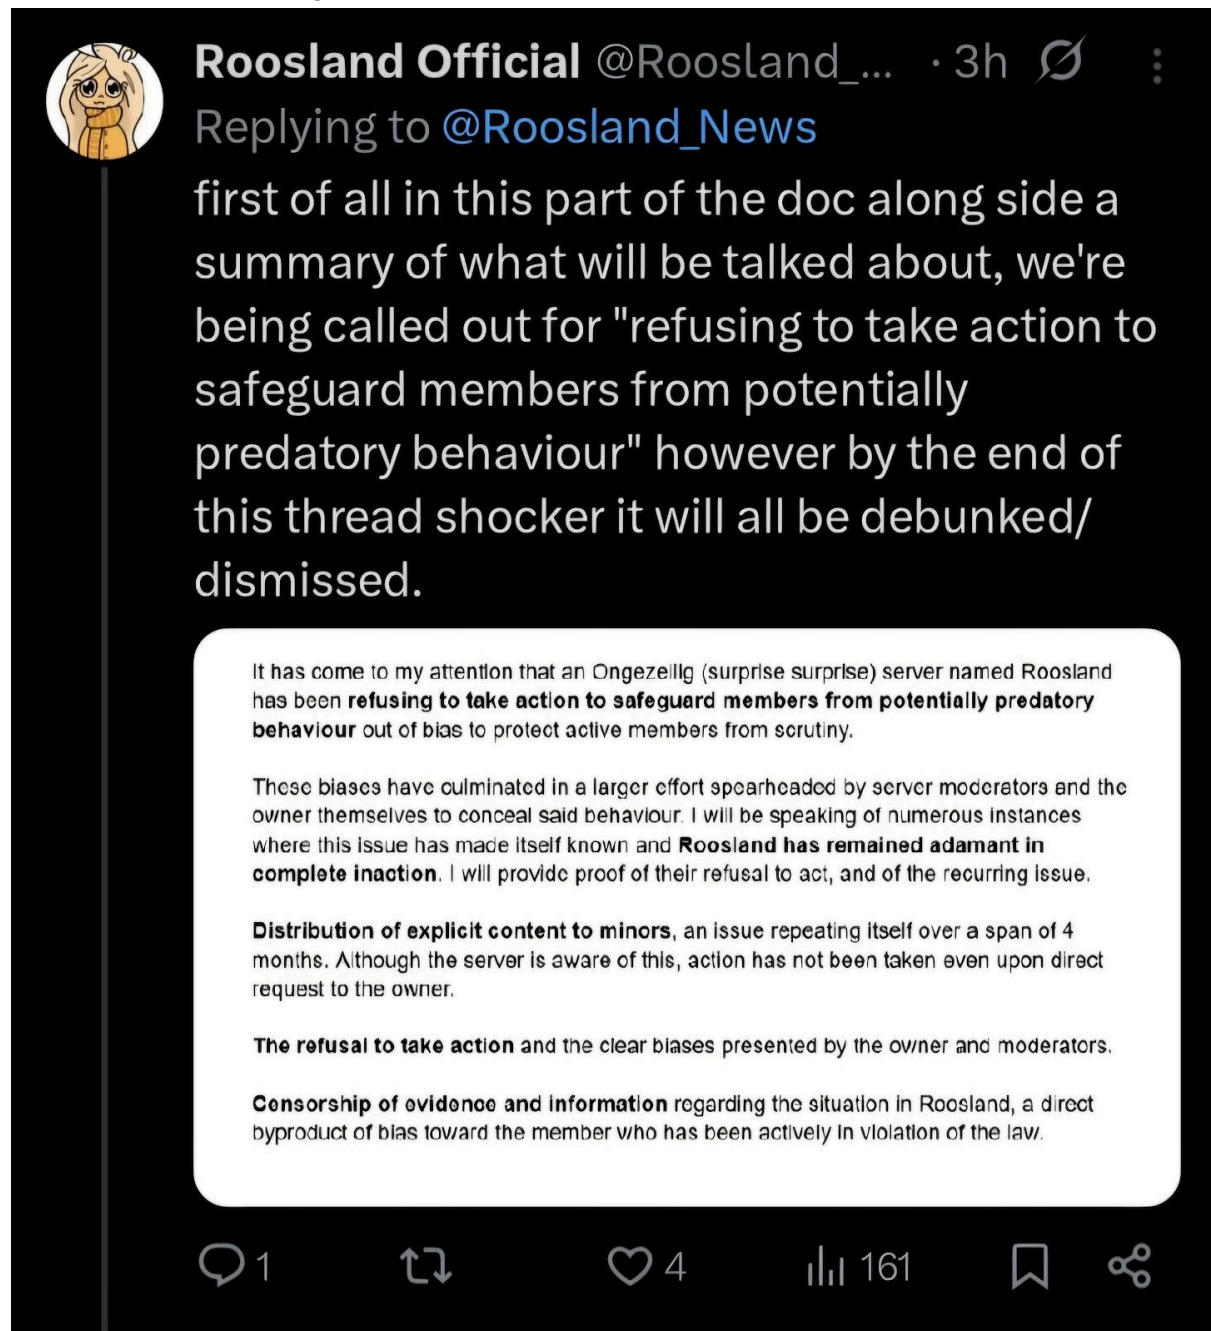 Roosland Official @Roosland_... · 3h
Replying to @Roosland_News
first of all in this part of the doc along side a
summary of what will be talked about, we're
being called out for "refusing to take action to
safeguard members from potentially
predatory behaviour" however by the end of
this thread shocker it will all be debunked/
dismissed.
It has come to my attention that an Ongezellig (surprise surprise) server named Roosland
has been refusing to take action to safeguard members from potentially predatory
behaviour out of bias to protect active members from scrutiny.
These biases have culminated in a larger effort spearheaded by server moderators and the
owner themselves to conceal said behaviour. I will be speaking of numerous instances
where this issue has made itself known and Roosland has remained adamant in
complete inaction. I will provide proof of their refusal to act, and of the recurring issue.
Distribution of explicit content to minors, an issue repeating itself over a span of 4
months. Although the server is aware of this, action has not been taken even upon direct
request to the owner.
The refusal to take action and the clear biases presented by the owner and moderators.
Censorship of evidence and information regarding the situation in Roosland, a direct
byproduct of bias toward the member who has been actively in violation of the law.
1 4 161